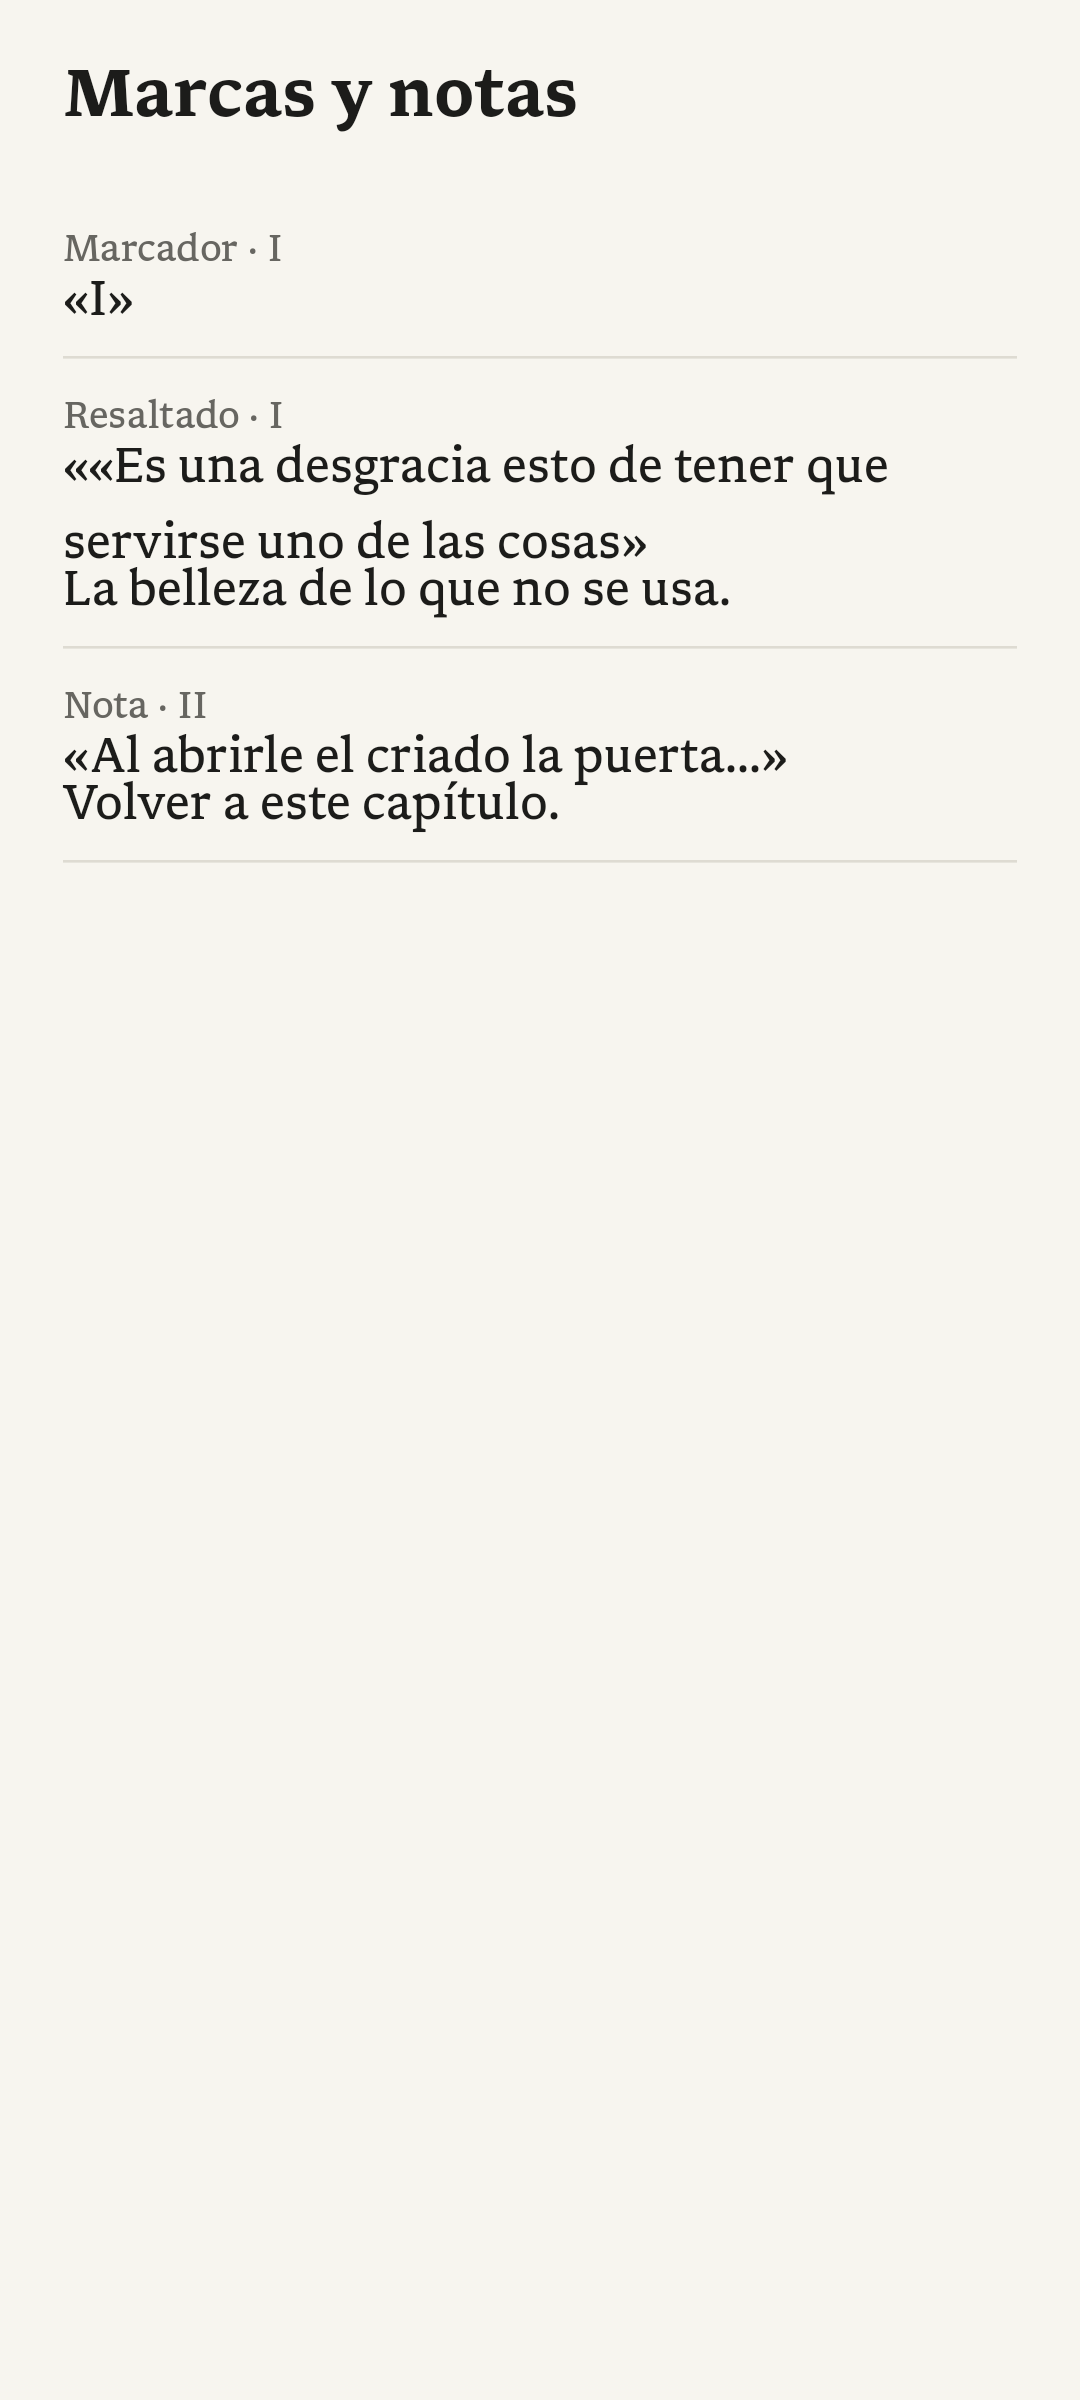 Marcas y notas
Marcador · I
«I»
Resaltado · I
««Es una desgracia esto de tener que
servirse uno de las cosas»
La belleza de lo que no se usa.
Nota · II
«Al abrirle el criado la puerta...»
Volver a este capítulo.